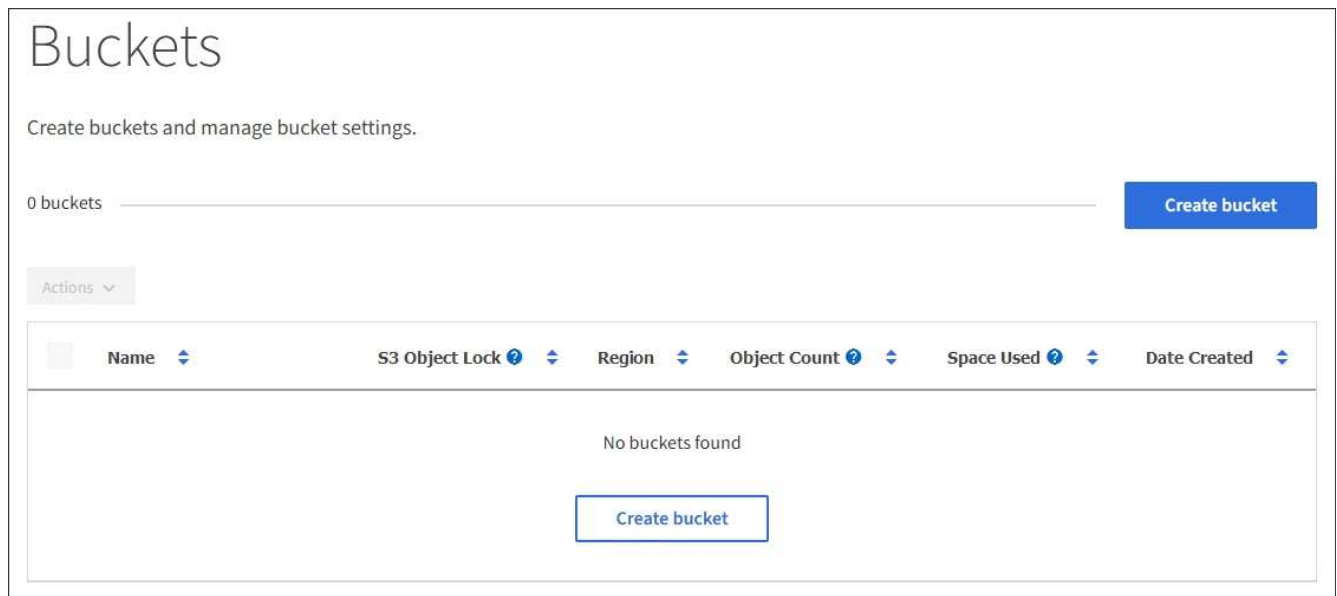 Buckets
Create buckets and manage bucket settings.
0 buckets
Create bucket
Actions
Name S3 Object Lock ? Region Object Count ? Space Used ? Date Created
No buckets found
Create bucket